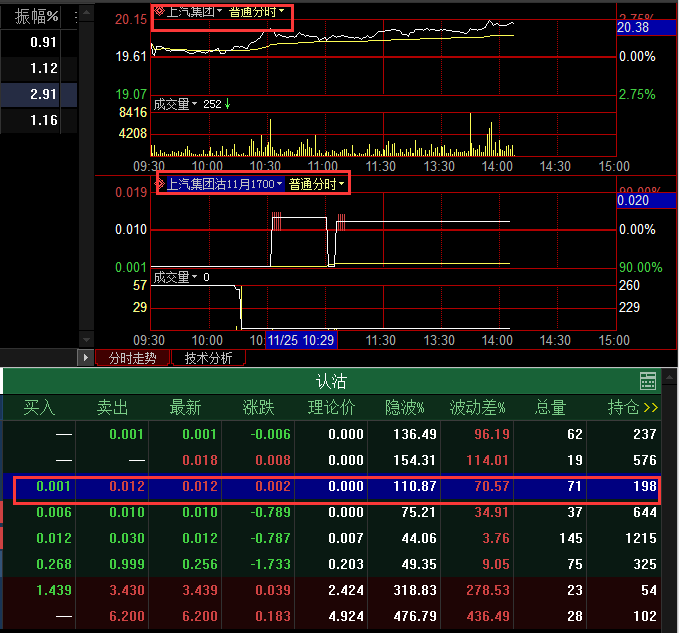 振幅%
0.91
1.12
2.91
1.16
20.15 上汽集团 普通分时 2.75%
20.38
19.61 0.00%
19.07 2.75%
成交量 252↓
8416
4208
09:30 10:00 10:30 11:00 11:30 13:30 14:00 14:30 15:00
上汽集团沽11月1700 普通分时
0.019 90.00%
0.020
0.010 0.00%
0.001 90.00%
成交量 0
57 260
29 229
09:30 10:00 11/25 10:29 11:30 13:30 14:00 14:30 15:00
分时走势 技术分析
认沽
买入 卖出 最新 涨跌 理论价 隐波% 波动差% 总量 持仓 >>
— 0.001 0.001 -0.006 0.000 136.49 96.19 62 237
— — 0.018 0.008 0.000 154.31 114.01 19 576
0.001 0.012 0.012 0.002 0.000 110.87 70.57 71 198
0.006 0.010 0.010 -0.789 0.000 75.21 34.91 37 644
0.012 0.030 0.012 -0.787 0.007 44.06 3.76 145 1215
0.268 0.999 0.256 -1.733 0.203 49.35 9.05 75 325
1.439 3.430 3.439 0.039 2.424 318.83 278.53 23 54
— 6.200 6.200 0.183 4.924 476.79 436.49 28 102